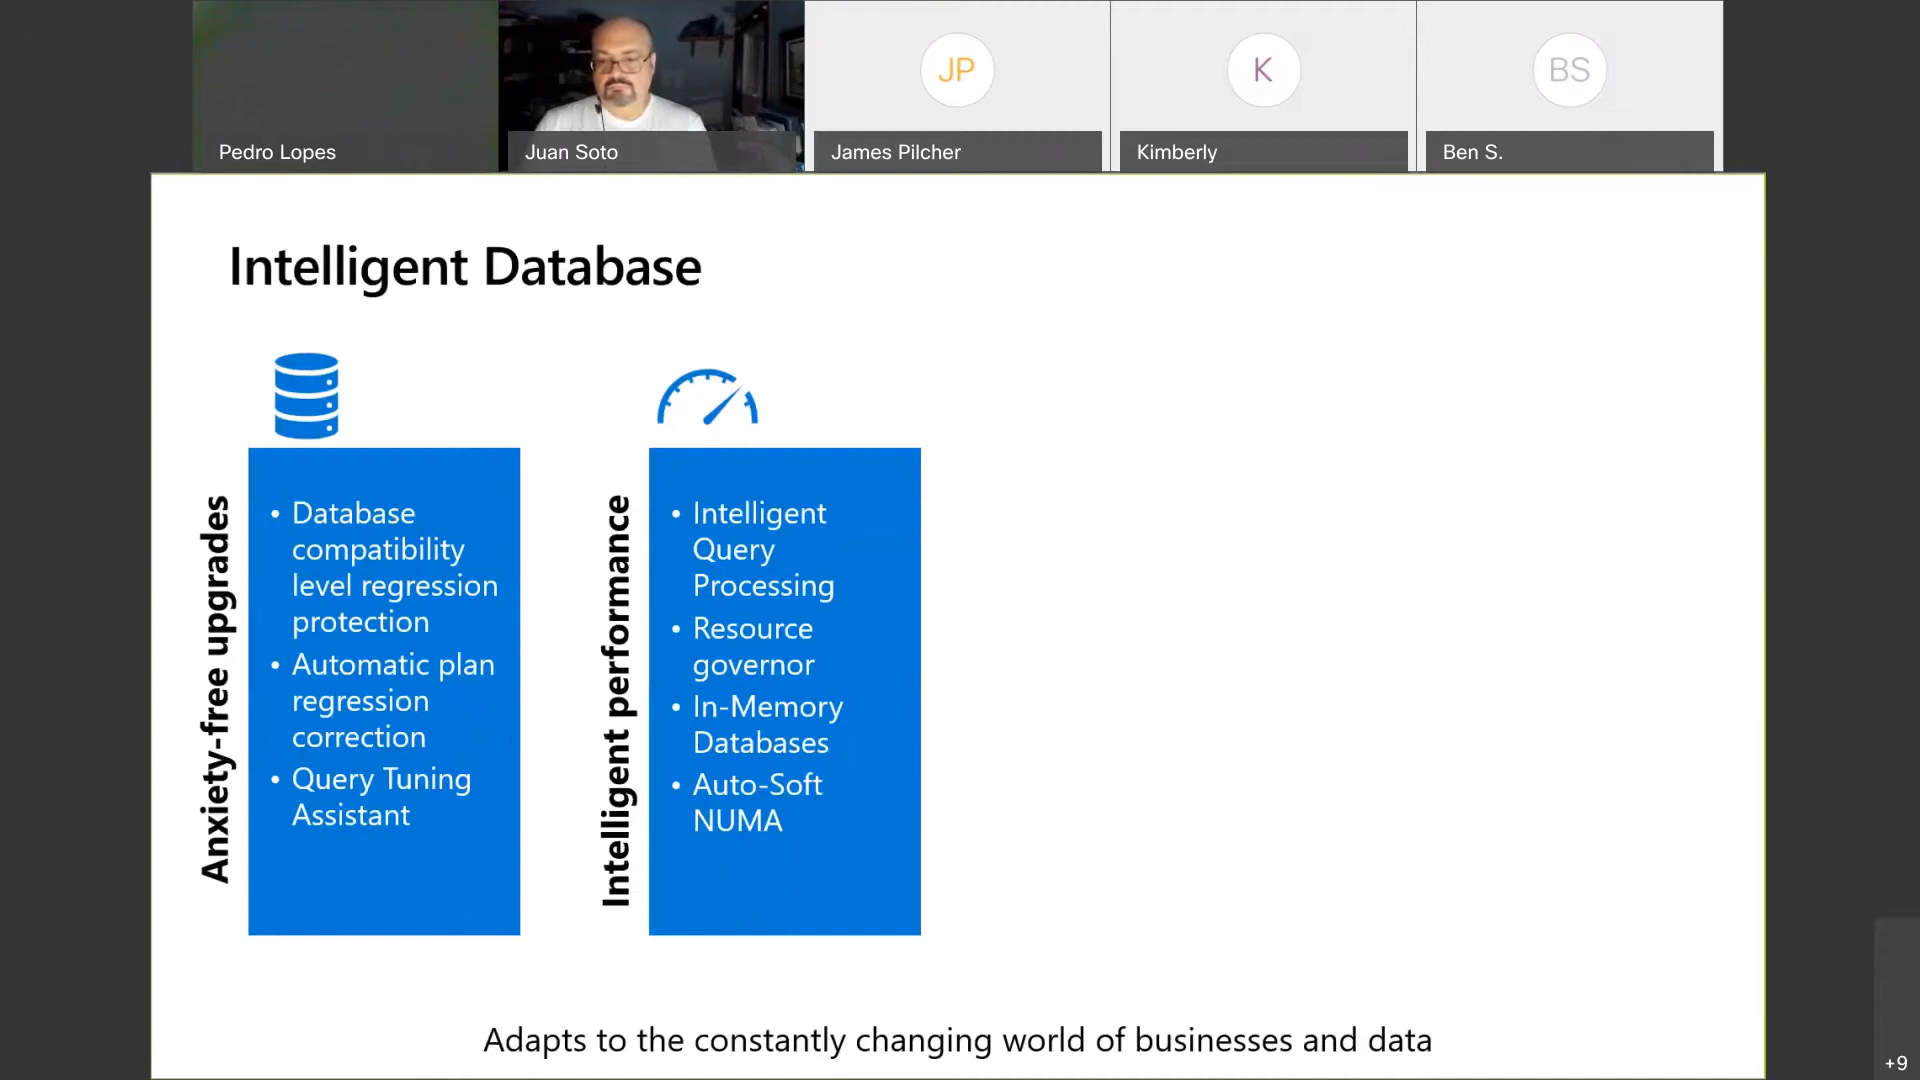 JP
K
BS
Pedro Lopes
Juan Soto
James Pilcher
Kimberly
Ben S.
Intelligent Database
Anxiety-free upgrades
• Database
compatibility
level regression
protection
• Automatic plan
regression
correction
• Query Tuning
Assistant
Intelligent performance
• Intelligent
Query
Processing
• Resource
governor
• In-Memory
Databases
• Auto-Soft
NUMA
Adapts to the constantly changing world of businesses and data
+9